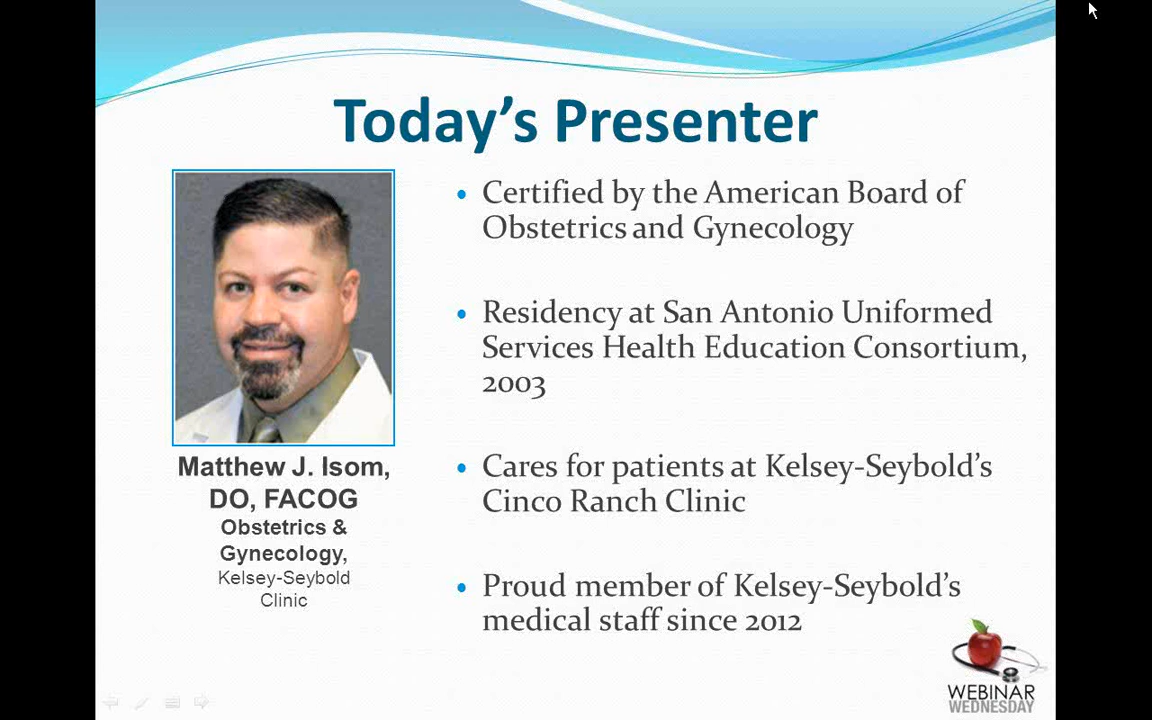 Today’s Presenter
Matthew J. Isom,
DO, FACOG
Obstetrics &
Gynecology,
Kelsey-Seybold
Clinic
• Certified by the American Board of
Obstetrics and Gynecology
• Residency at San Antonio Uniformed
Services Health Education Consortium,
2003
• Cares for patients at Kelsey-Seybold’s
Cinco Ranch Clinic
• Proud member of Kelsey-Seybold’s
medical staff since 2012
WEBINAR
WEDNESDAY